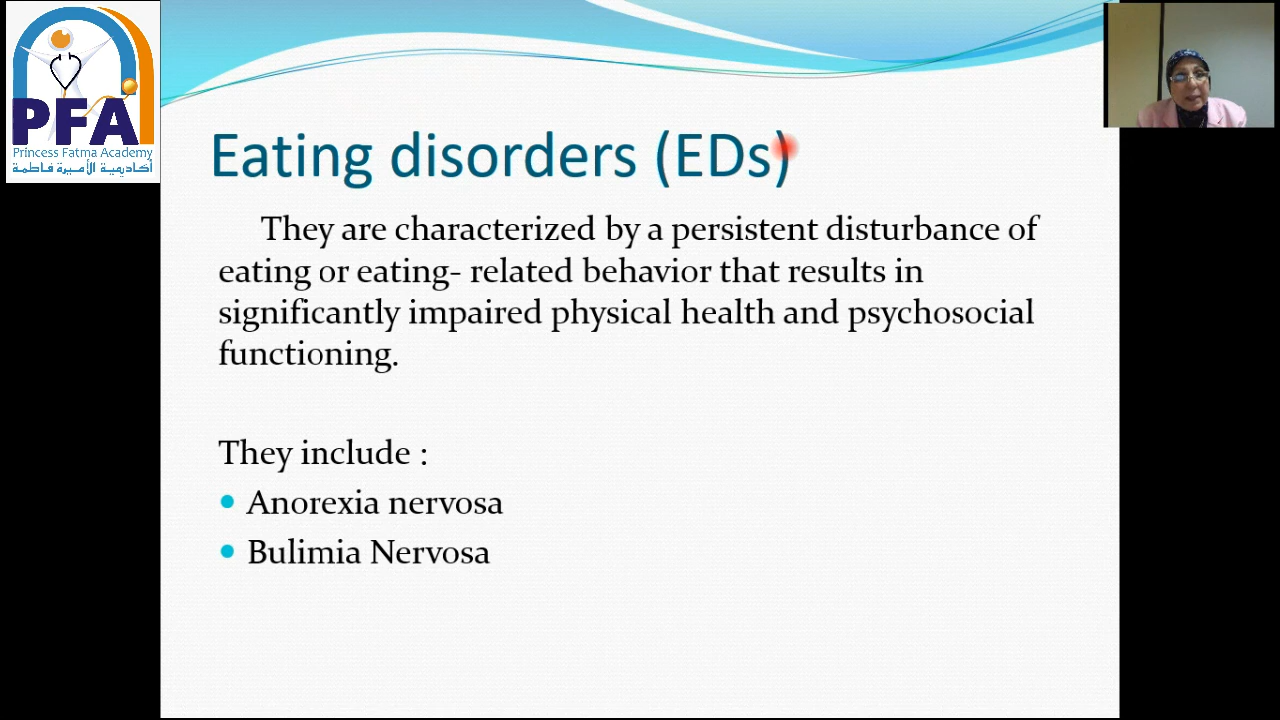 PFA
Princess Fatma Academy
أكاديمية الأميرة فاطمة
Eating disorders (EDs)
They are characterized by a persistent disturbance of
eating or eating- related behavior that results in
significantly impaired physical health and psychosocial
functioning.
They include :
Anorexia nervosa
Bulimia Nervosa